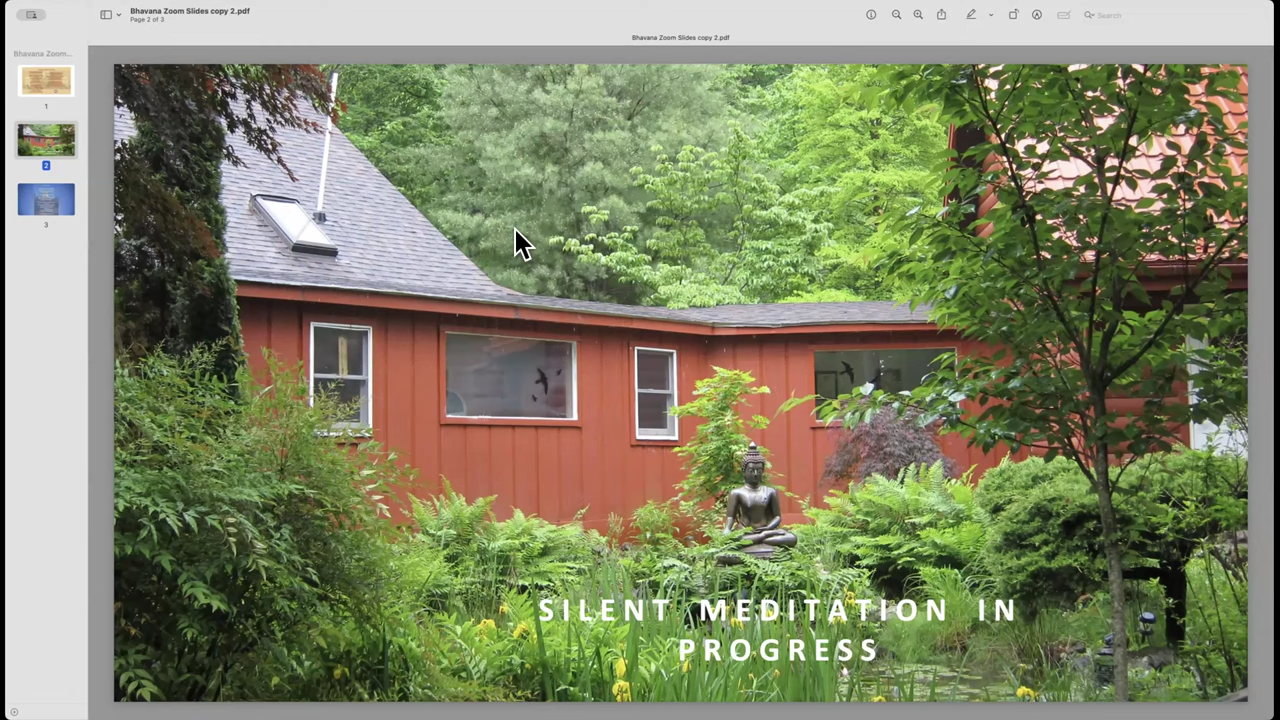 Bhavana Zoom Slides copy 2.pdf
Page 2 of 3
Search
Bhavana Zoom Slides copy 2.pdf
Bhavana Zoom...
1
2
3
SILENT MEDITATION IN
PROGRESS